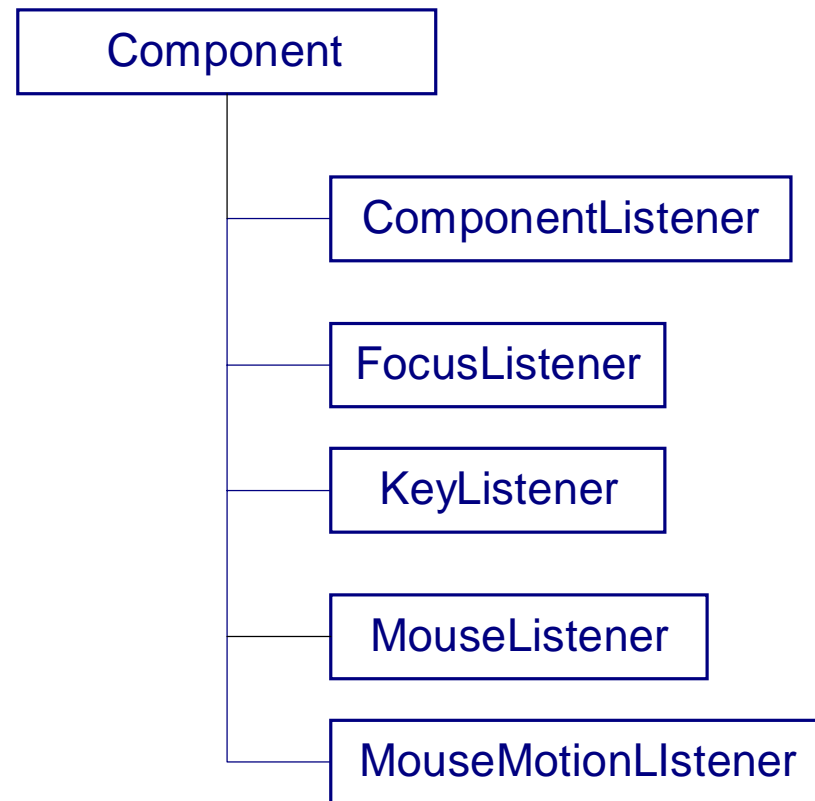 Component
ComponentListener
FocusListener
KeyListener
MouseListener
MouseMotionLIstener